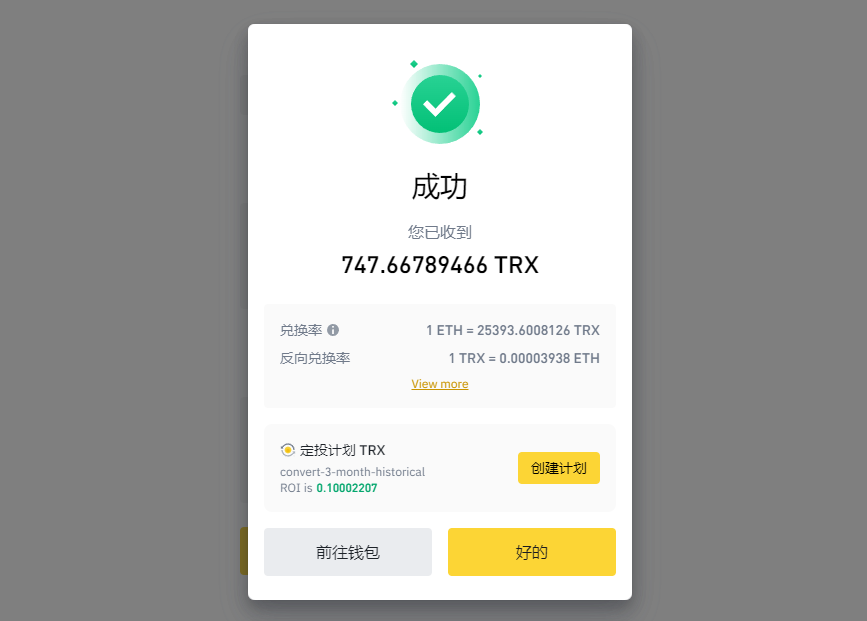 成功
您已收到
747.66789466 TRX
兑换率 1 ETH = 25393.6008126 TRX
反向兑换率 1 TRX = 0.00003938 ETH
View more
定投计划 TRX
convert-3-month-historical
ROI is 0.10002207
创建计划
前往钱包 好的